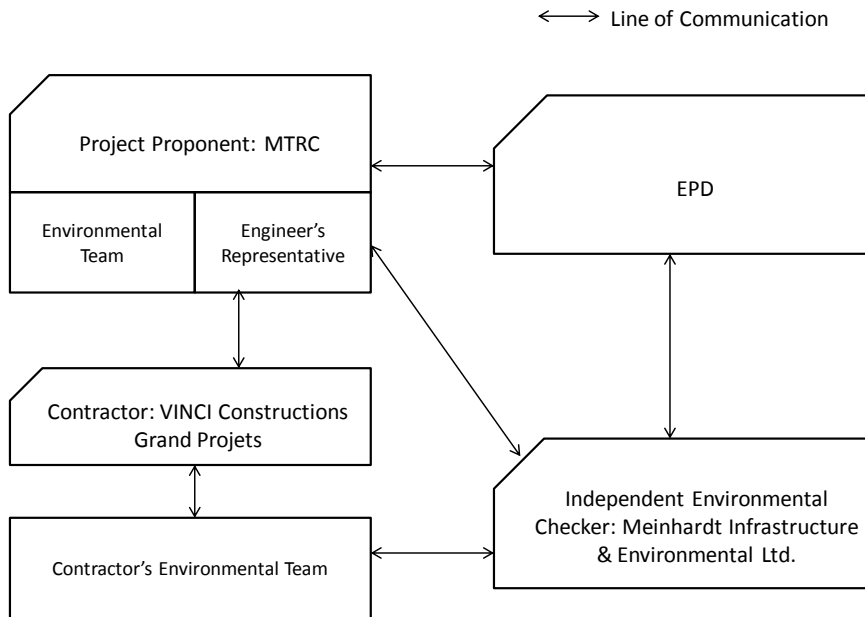 Line of Communication
Project Proponent: MTRC
EPD
Environmental
Team
Engineer's
Representative
Contractor: VINCI Constructions
Grand Projets
Independent Environmental
Checker: Meinhardt Infrastructure
& Environmental Ltd.
Contractor's Environmental Team